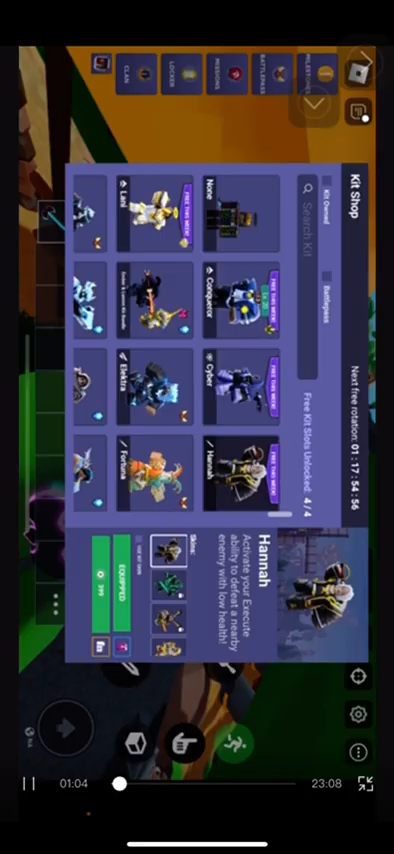 MILESTONES
BATTLEPASS
MISSIONS
LOCKER
CLAN
Kit Shop
Next free rotation: 01 : 17 : 54 : 56
Kit Owned
Battlepass
Search Kit
Free Kit Slots Unlocked: 4 / 4
None
FREE THIS WEEK!
Conqueror
FREE THIS WEEK!
Cyber
FREE THIS WEEK!
Hannah
FREE THIS WEEK!
Lani
Elektra
Fortuna
Hannah
Activate your Execute
ability to defeat a nearby
enemy with low health!
Skins:
EQUIPPED
399
01:04
23:08